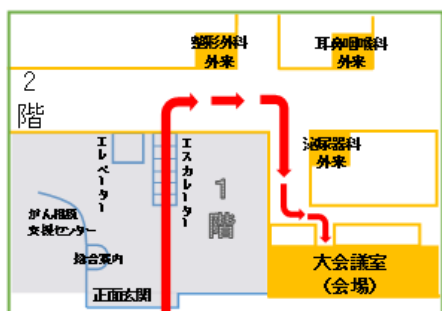 整形外科
外来
耳鼻咽喉科
外来
2
階
エレベーター
エスカレーター
泌尿器科
外来
1
階
がん相談
支援センター
総合案内
正面玄関
大会議室
(会場)